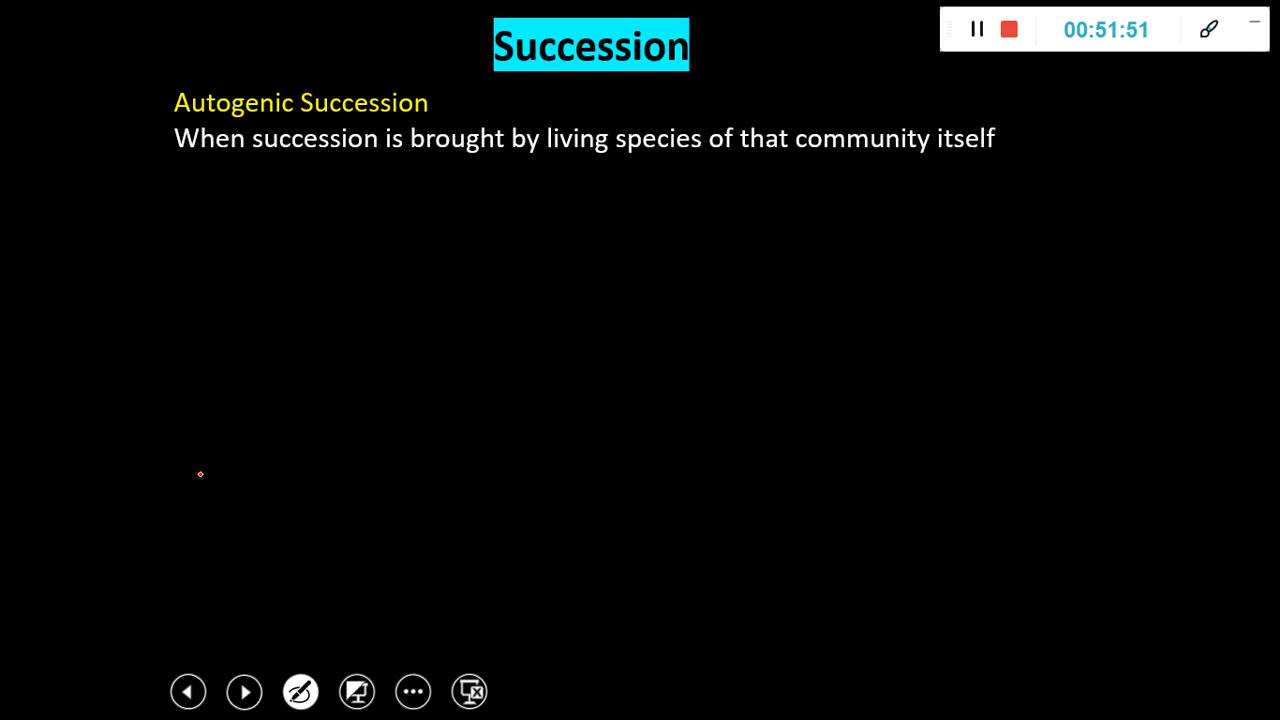 Succession
00:51:51
Autogenic Succession
When succession is brought by living species of that community itself